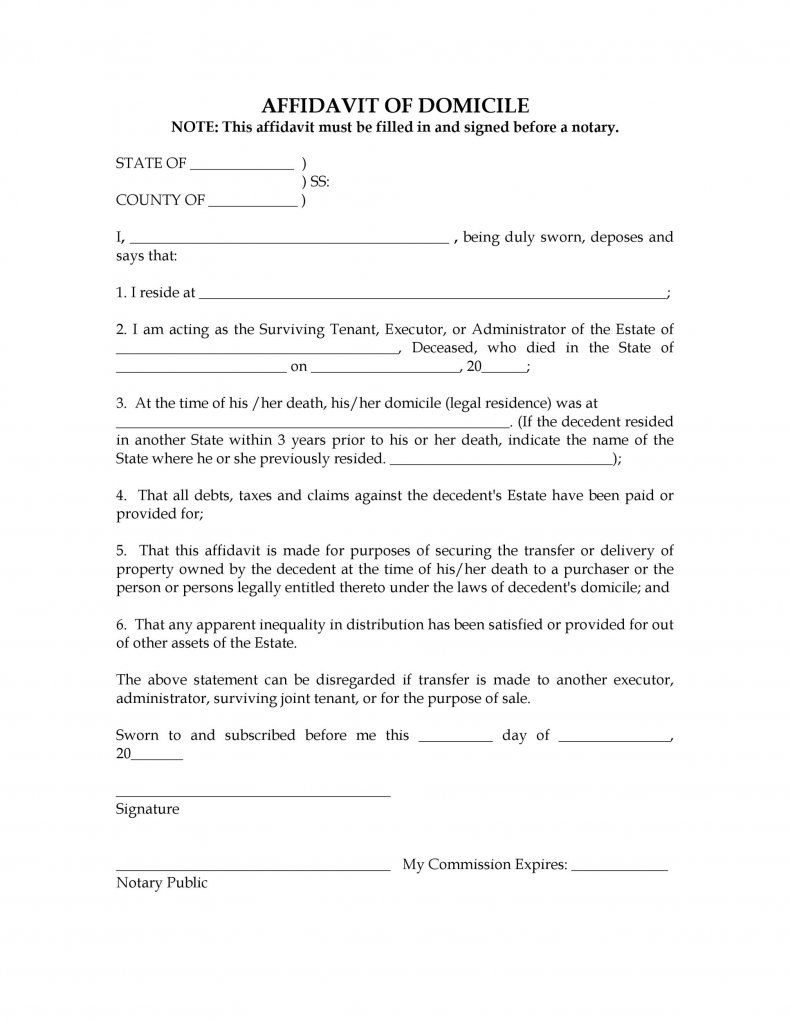 AFFIDAVIT OF DOMICILE
NOTE: This affidavit must be filled in and signed before a notary.
STATE OF ______________ )
) SS:
COUNTY OF ____________ )
I, ___________________________________________ , being duly sworn, deposes and
says that:
1. I reside at _______________________________________________________________;
2. I am acting as the Surviving Tenant, Executor, or Administrator of the Estate of
______________________________________, Deceased, who died in the State of
_______________________ on ____________________, 20______;
3. At the time of his /her death, his/her domicile (legal residence) was at
_____________________________________________________. (If the decedent resided
in another State within 3 years prior to his or her death, indicate the name of the
State where he or she previously resided. ______________________________);
4. That all debts, taxes and claims against the decedent's Estate have been paid or
provided for;
5. That this affidavit is made for purposes of securing the transfer or delivery of
property owned by the decedent at the time of his/her death to a purchaser or the
person or persons legally entitled thereto under the laws of decedent's domicile; and
6. That any apparent inequality in distribution has been satisfied or provided for out
of other assets of the Estate.
The above statement can be disregarded if transfer is made to another executor,
administrator, surviving joint tenant, or for the purpose of sale.
Sworn to and subscribed before me this __________ day of _______________,
20_______
_____________________________________
Signature
_____________________________________ My Commission Expires: _____________
Notary Public